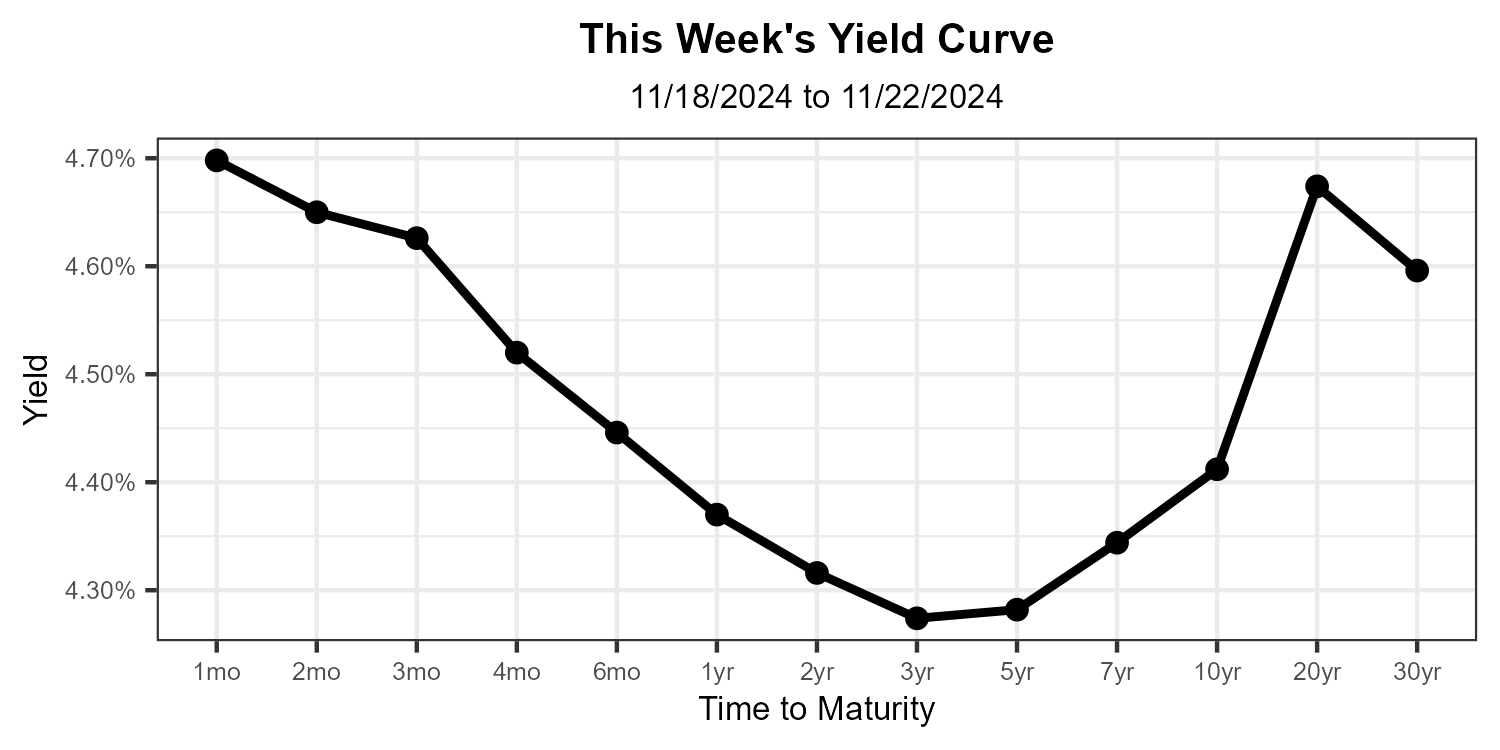 This Week's Yield Curve
11/18/2024 to 11/22/2024
4.70%
4.60%
4.50%
4.40%
4.30%
Yield
1mo 2mo 3mo 4mo 6mo 1yr 2yr 3yr 5yr 7yr 10yr 20yr 30yr
Time to Maturity